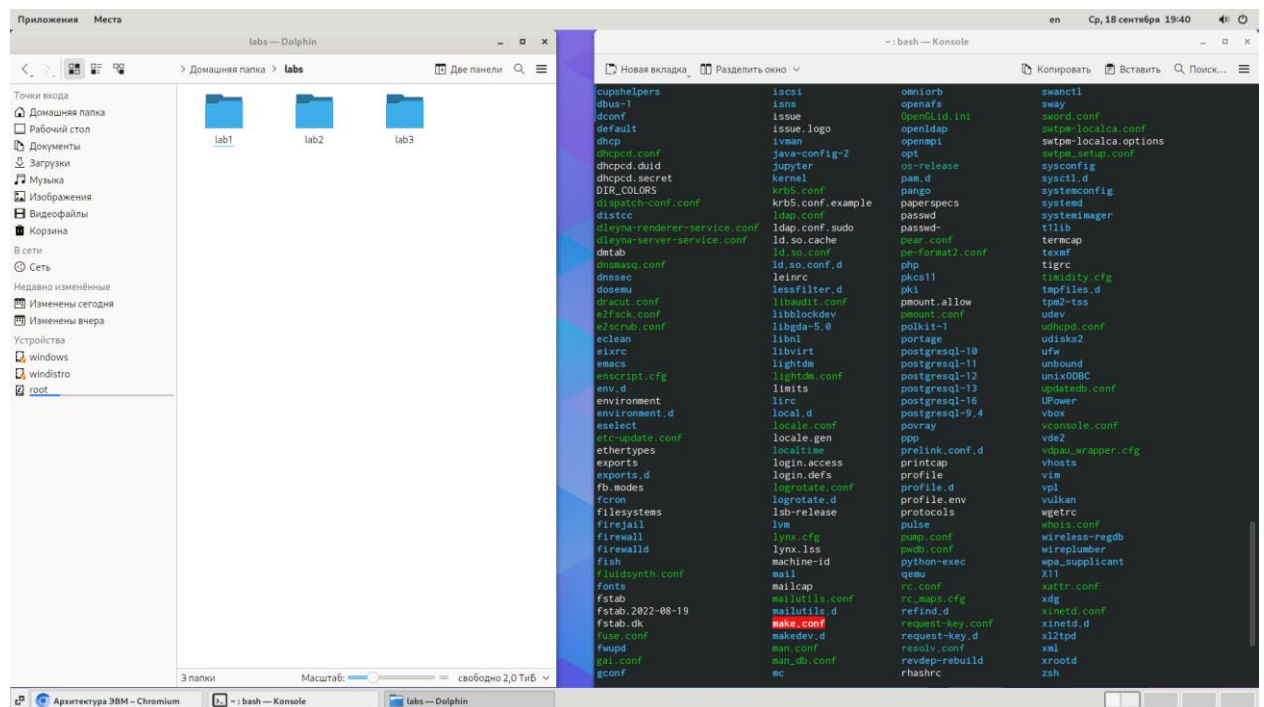 Приложения Места en Ср, 18 сентября 19:40
labs — Dolphin
Две панели
> Домашняя папка > labs
Точки входа
Домашняя папка
Рабочий стол
Документы
Загрузки
Музыка
Изображения
Видеофайлы
Корзина
В сети
Сеть
Недавно изменённые
Изменены сегодня
Изменены вчера
Устройства
windows
windistro
root
lab1 lab2 lab3
3 папки Масштаб: свободно 2,0 ТиБ
~ : bash — Konsole
Новая вкладка Разделить окно Копировать Вставить Поиск...
cupshelpers iscsi omniorb swanctl
dbus-1 isns openafs sway
dconf issue OpenGLid.ini sword.conf
default issue.logo openldap swtpm-localca.conf
dhcp ivman openmpi swtpm-localca.options
dhcpcd.conf java-config-2 opt swtpm_setup.conf
dhcpcd.duid jupyter os-release sysconfig
dhcpcd.secret kernel pam.d sysctl.d
DIR_COLORS krb5.conf pango systemconfig
dispatch-conf.conf krb5.conf.example paperspecs systemd
distcc ldap.conf passwd systemimager
dleyna-renderer-service.conf ldap.conf.sudo passwd- t1lib
dleyna-server-service.conf ld.so.cache pear.conf termcap
dmtab ld.so.conf pe-format2.conf texmf
dnsmasq.conf ld.so.conf.d php tigrc
dnssec leinrc pkcs11 timidity.cfg
dosemu lessfilter.d pki tmpfiles.d
dracut.conf libaudit.conf pmount.allow tpm2-tss
e2fsck.conf libblockdev pmount.conf udev
e2scrub.conf libgda-5.0 polkit-1 udhcpd.conf
eclean libnl portage udisks2
eixrc libvirt postgresql-10 ufw
emacs lightdm postgresql-11 unbound
enscript.cfg lightdm.conf postgresql-12 unixODBC
env.d limits postgresql-13 updatedb.conf
environment lirc postgresql-16 UPower
environment.d local.d postgresql-9.4 vbox
eselect locale.conf povray vconsole.conf
etc-update.conf locale.gen ppp vde2
ethertypes localtime prelink.conf.d vdpau_wrapper.cfg
exports login.access printcap vhosts
exports.d login.defs profile vim
fb.modes logrotate.conf profile.d vpl
fcron logrotate.d profile.env vulkan
filesystems lsb-release protocols wgetrc
firejail lvm pulse whois.conf
firewall lynx.cfg pump.conf wireless-regdb
firewalld lynx.lss pwdb.conf wireplumber
fish machine-id python-exec wpa_supplicant
fluidsynth.conf mail qemu X11
fonts mailcap rc.conf xattr.conf
fstab mailutils.conf rc_maps.cfg xdg
fstab.2022-08-19 mailutils.d refind.d xinetd.conf
fstab.dk make.conf request-key.conf xinetd.d
fuse.conf makedev.d request-key.d xl2tpd
fwupd man.conf resolv.conf xml
gai.conf man_db.conf revdep-rebuild xrootd
gconf mc rhashrc zsh
Архитектура ЭВМ – Chromium ~ : bash — Konsole labs — Dolphin